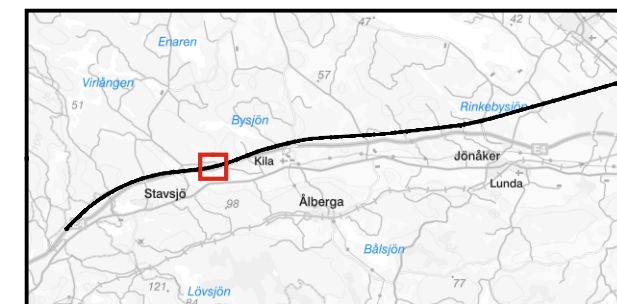 47
42
Enaren
57
Virlången
51
Bysjön
Rinkebysjön
E4
Kila
Jönåker
Stavsjö
Lunda
98
Ålberga
Bålsjön
121
77
Lövsjön
84